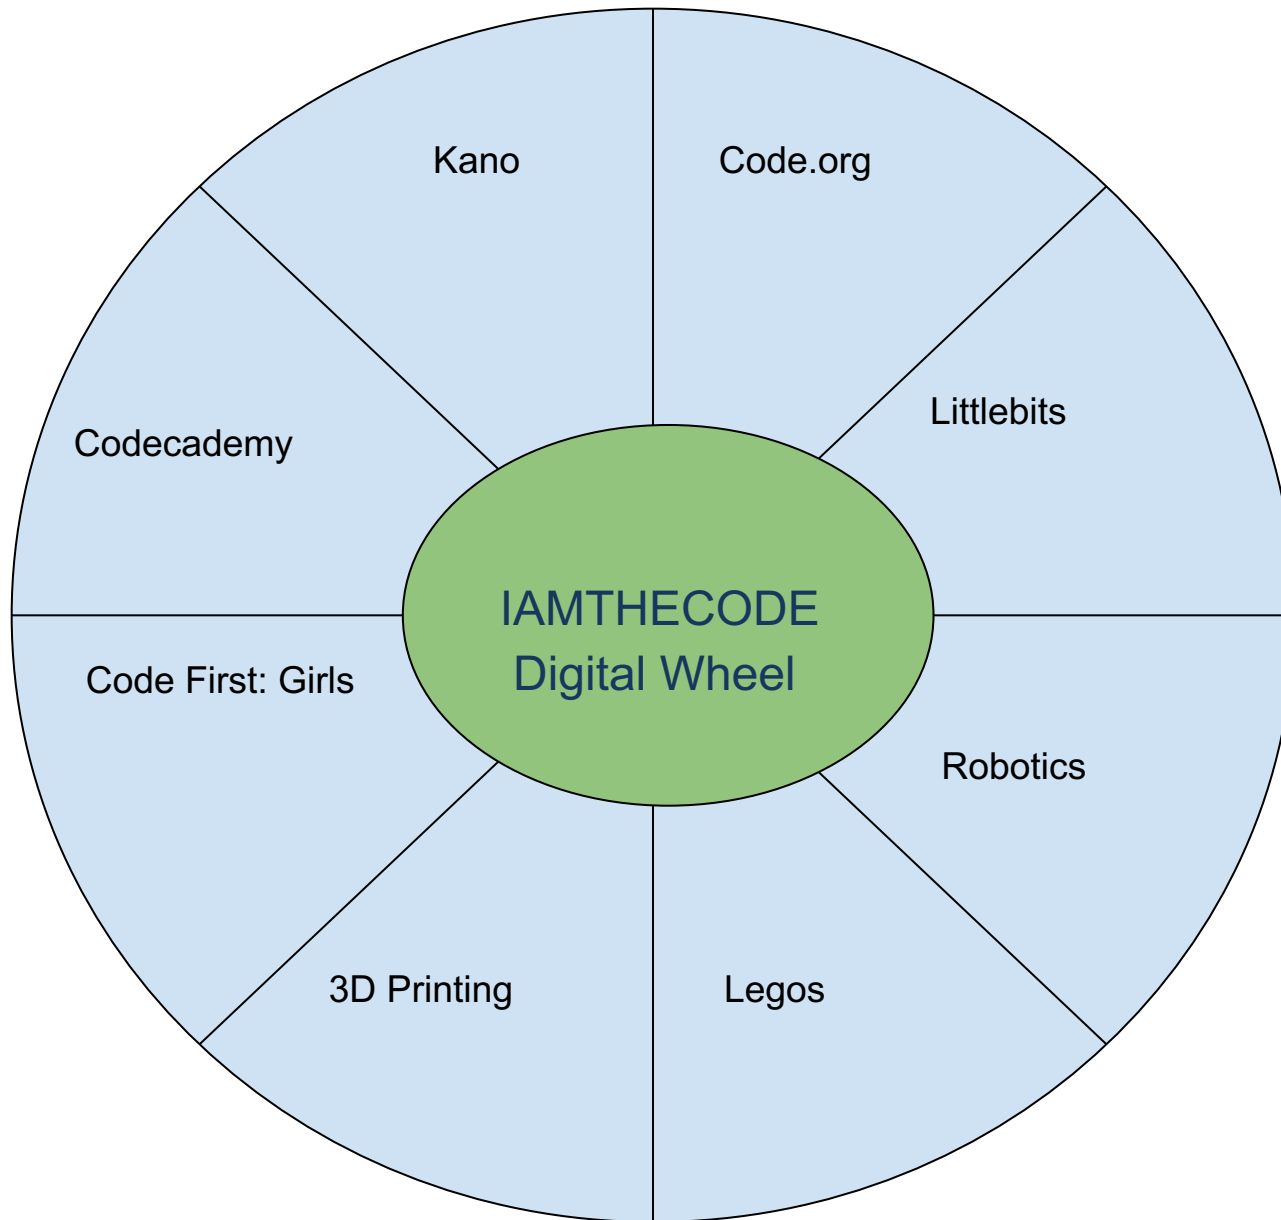 Kano
Code.org
Littlebits
Codecademy
IAMTHECODE
Digital Wheel
Code First: Girls
Robotics
3D Printing
Legos